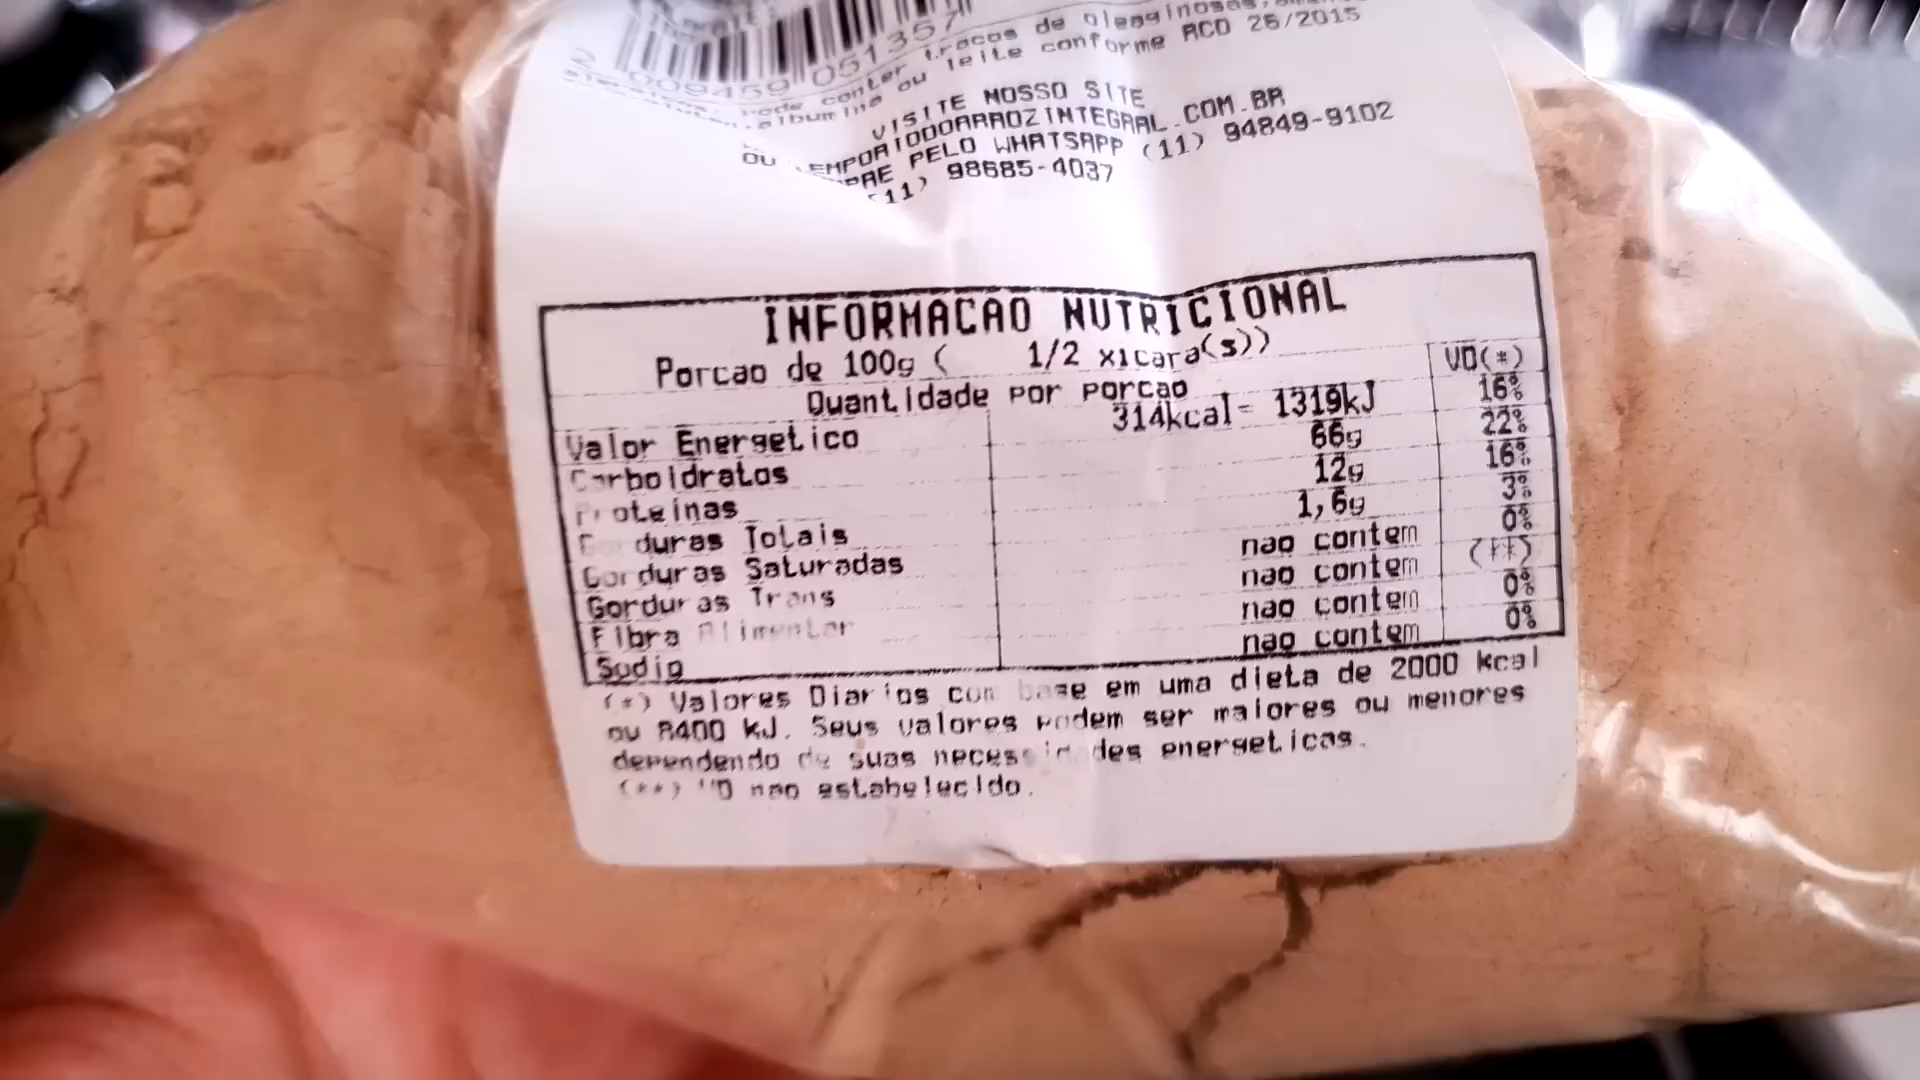 2 009459 051357
pode conter tracos de oleaginosas,
albumina ou leite conforme RCD 26/2015
VISITE NOSSO SITE
EMPORIODOARROZINTEGRAL.COM.BR
OU PELO WHATSAPP (11) 94849-9102
(11) 98685-4037
INFORMACAO NUTRICIONAL
Porcao de 100g ( 1/2 xicara(s))
Quantidade por porcao VD(*)
Valor Energetico 314kcal= 1319kJ 16%
Carboidratos 66g 22%
Proteinas 12g 16%
Gorduras Totais 1,6g 3%
Gorduras Saturadas nao contem 0%
Gorduras Trans nao contem (**)
Fibra Alimentar nao contem 0%
Sodio nao contem 0%
(*) Valores Diarios com base em uma dieta de 2000 kcal
ou 8400 kJ. Seus valores podem ser maiores ou menores
dependendo de suas necessidades energeticas.
(**) VD nao estabelecido.